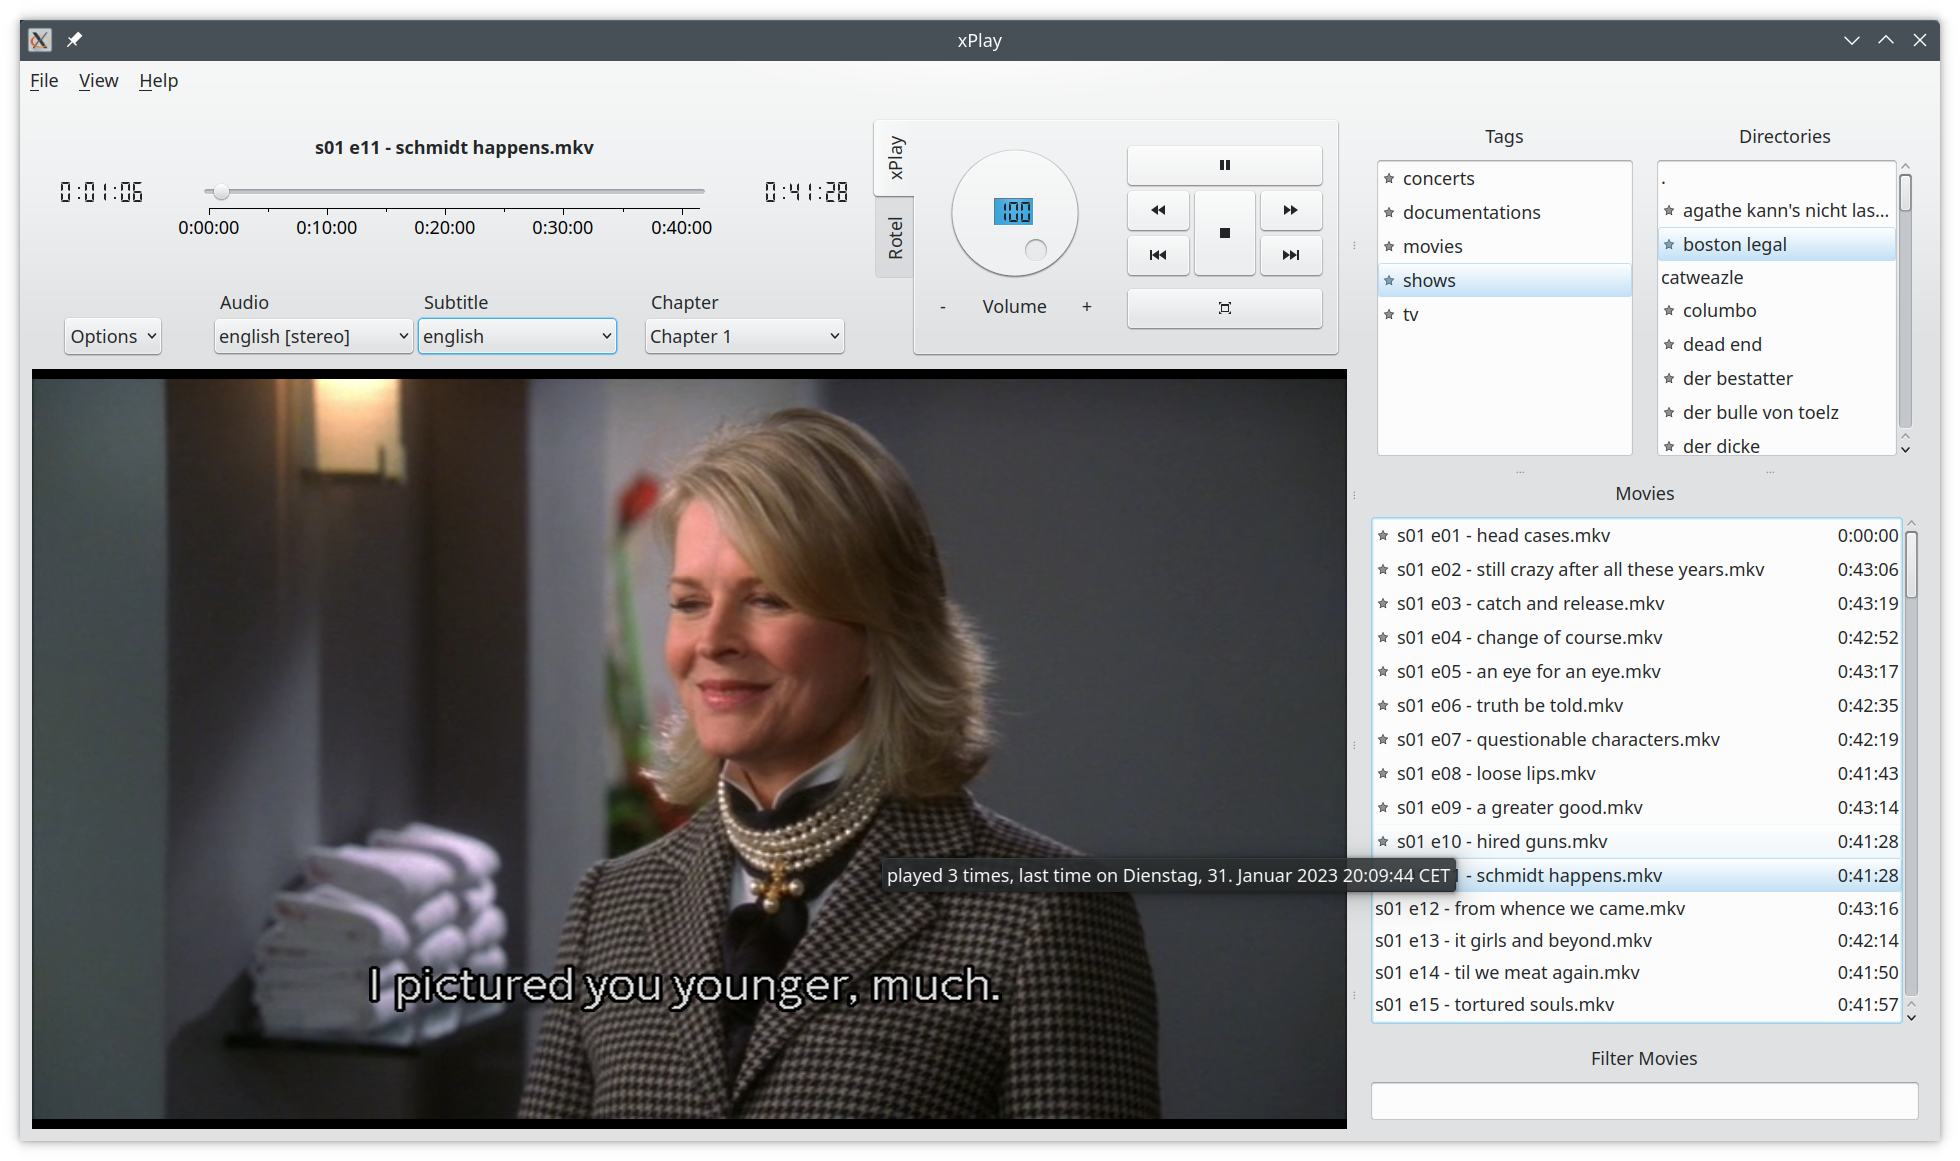 xPlay
File View Help
s01 e11 - schmidt happens.mkv
0:01:06
0:41:28
0:00:00 0:10:00 0:20:00 0:30:00 0:40:00
Options
Audio
english [stereo]
Subtitle
english
Chapter
Chapter 1
xPlay
Rotel
100
- Volume +
Tags
concerts
documentations
movies
shows
tv
Directories
.
agathe kann's nicht las...
boston legal
catweazle
columbo
dead end
der bestatter
der bulle von toelz
der dicke
Movies
s01 e01 - head cases.mkv 0:00:00
s01 e02 - still crazy after all these years.mkv 0:43:06
s01 e03 - catch and release.mkv 0:43:19
s01 e04 - change of course.mkv 0:42:52
s01 e05 - an eye for an eye.mkv 0:43:17
s01 e06 - truth be told.mkv 0:42:35
s01 e07 - questionable characters.mkv 0:42:19
s01 e08 - loose lips.mkv 0:41:43
s01 e09 - a greater good.mkv 0:43:14
s01 e10 - hired guns.mkv 0:41:28
- schmidt happens.mkv 0:41:28
s01 e12 - from whence we came.mkv 0:43:16
s01 e13 - it girls and beyond.mkv 0:42:14
s01 e14 - til we meat again.mkv 0:41:50
s01 e15 - tortured souls.mkv 0:41:57
played 3 times, last time on Dienstag, 31. Januar 2023 20:09:44 CET
I pictured you younger, much.
Filter Movies